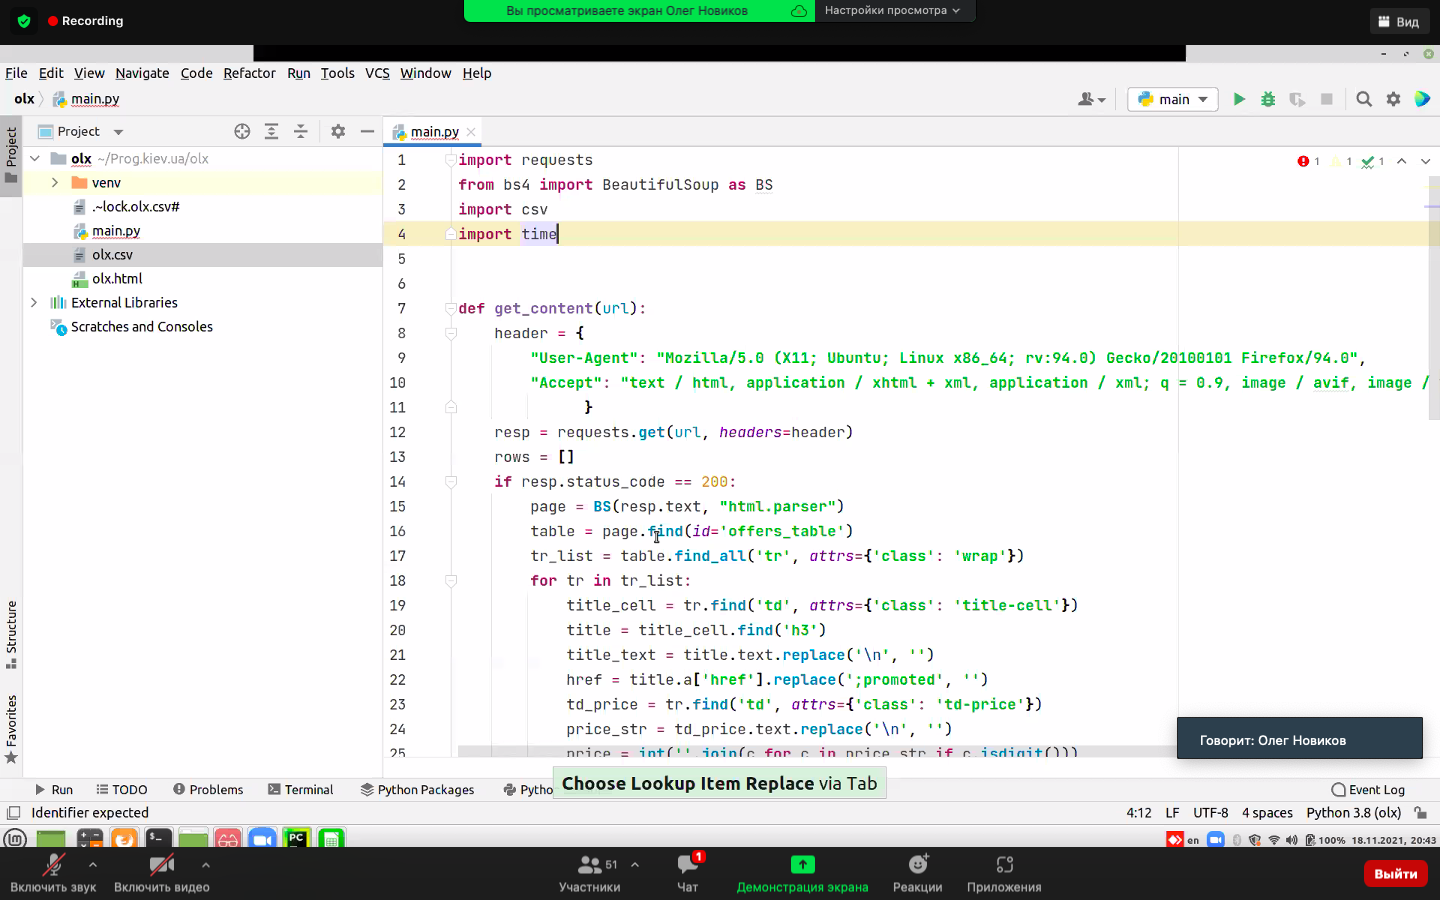 Recording
Вы просматриваете экран Олег Новиков
Настройки просмотра
Вид
File Edit View Navigate Code Refactor Run Tools VCS Window Help
olx
main.py
main
Project
Project
main.py
olx ~/Prog.kiev.ua/olx
venv
.~lock.olx.csv#
main.py
olx.csv
olx.html
External Libraries
Scratches and Consoles
1 import requests
2 from bs4 import BeautifulSoup as BS
3 import csv
4 import time
5
6
7 def get_content(url):
8 header = {
9 "User-Agent": "Mozilla/5.0 (X11; Ubuntu; Linux x86_64; rv:94.0) Gecko/20100101 Firefox/94.0",
10 "Accept": "text / html, application / xhtml + xml, application / xml; q = 0.9, image / avif, image /
11 }
12 resp = requests.get(url, headers=header)
13 rows = []
14 if resp.status_code == 200:
15 page = BS(resp.text, "html.parser")
16 table = page.find(id='offers_table')
17 tr_list = table.find_all('tr', attrs={'class': 'wrap'})
18 for tr in tr_list:
19 title_cell = tr.find('td', attrs={'class': 'title-cell'})
20 title = title_cell.find('h3')
21 title_text = title.text.replace('\n', '')
22 href = title.a['href'].replace(';promoted', '')
23 td_price = tr.find('td', attrs={'class': 'td-price'})
24 price_str = td_price.text.replace('\n', '')
25 price = int(''.join(c for c in price_str if c.isdigit()))
1
1
1
Structure
Favorites
Говорит: Олег Новиков
Choose Lookup Item Replace via Tab
Run TODO Problems Terminal Python Packages Pytho
Event Log
Identifier expected
4:12 LF UTF-8 4 spaces Python 3.8 (olx)
PC
en
100% 18.11.2021, 20:43
Включить звук
Включить видео
51
Участники
1
Чат
Демонстрация экрана
Реакции
Приложения
Выйти